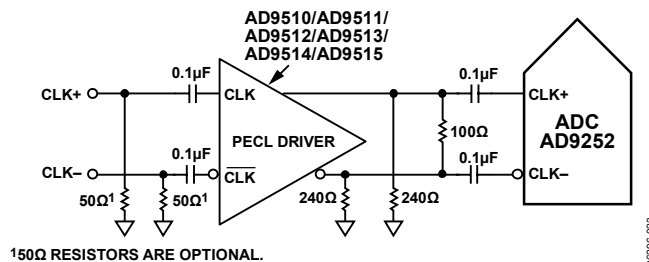 AD9510/AD9511/
AD9512/AD9513/
AD9514/AD9515
0.1µF
0.1µF
CLK+
CLK
CLK+
ADC
AD9252
PECL DRIVER
100Ω
0.1µF
0.1µF
CLK–
CLK
CLK–
50Ω1
50Ω1
240Ω
240Ω
150Ω RESISTORS ARE OPTIONAL.